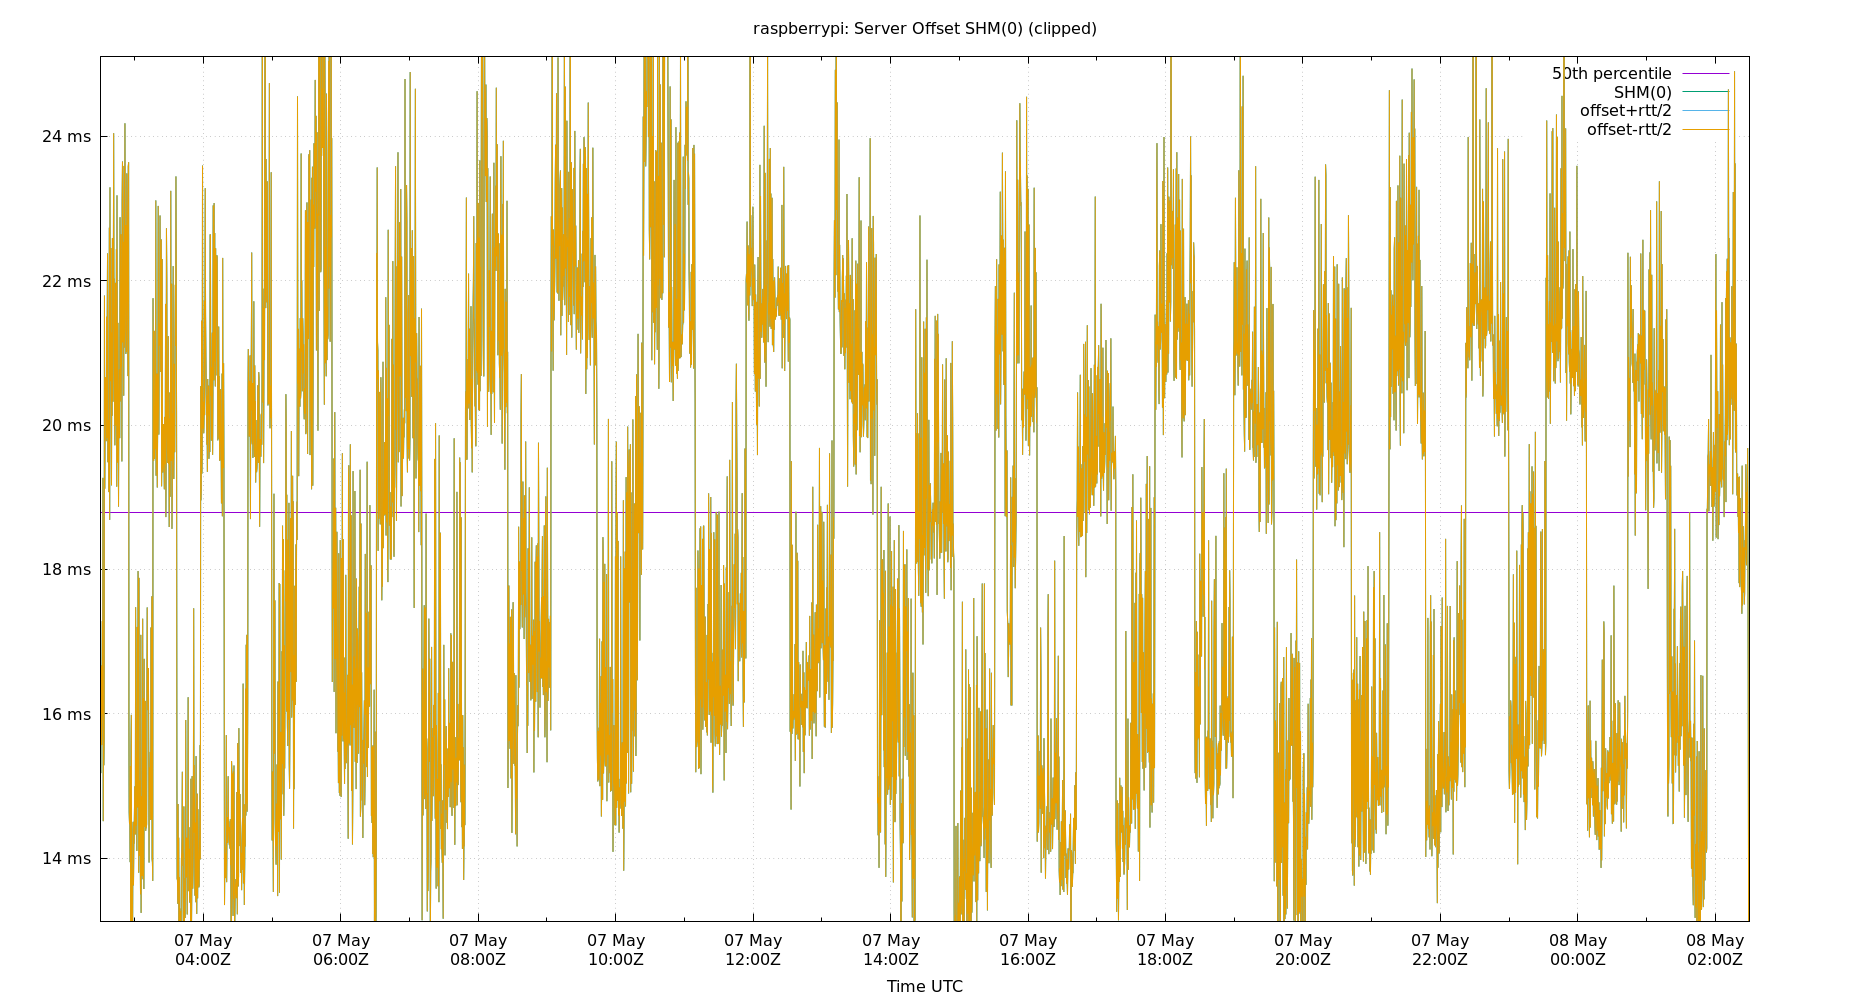 raspberrypi: Server Offset SHM(0) (clipped)
50th percentile
SHM(0)
offset+rtt/2
offset-rtt/2
24 ms
22 ms
20 ms
18 ms
16 ms
14 ms
07 May 07 May 07 May 07 May 07 May 07 May 07 May 07 May 07 May 07 May 08 May 08 May
04:00Z 06:00Z 08:00Z 10:00Z 12:00Z 14:00Z 16:00Z 18:00Z 20:00Z 22:00Z 00:00Z 02:00Z
Time UTC